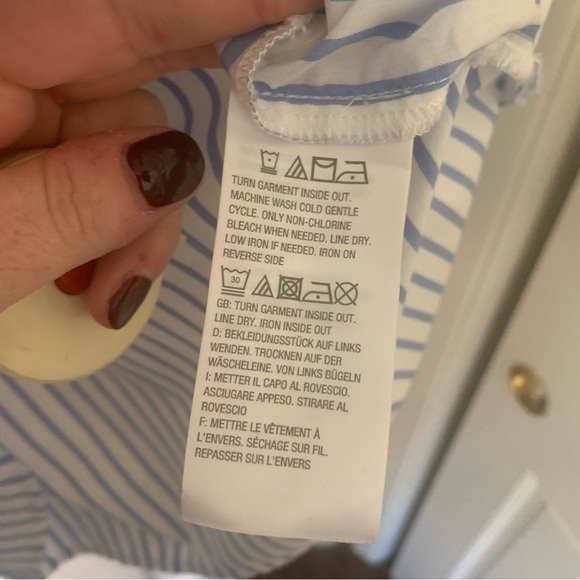 TURN GARMENT INSIDE OUT.
MACHINE WASH COLD GENTLE
CYCLE. ONLY NON-CHLORINE
BLEACH WHEN NEEDED. LINE DRY.
LOW IRON IF NEEDED. IRON ON
REVERSE SIDE
30
GB: TURN GARMENT INSIDE OUT.
LINE DRY. IRON INSIDE OUT
D: BEKLEIDUNGSSTÜCK AUF LINKS
WENDEN. TROCKNEN AUF DER
WÄSCHELEINE. VON LINKS BÜGELN
I: METTER IL CAPO AL ROVESCIO.
ASCIUGARE APPESO. STIRARE AL
ROVESCIO
F: METTRE LE VÊTEMENT À
L'ENVERS. SÉCHAGE SUR FIL.
REPASSER SUR L'ENVERS